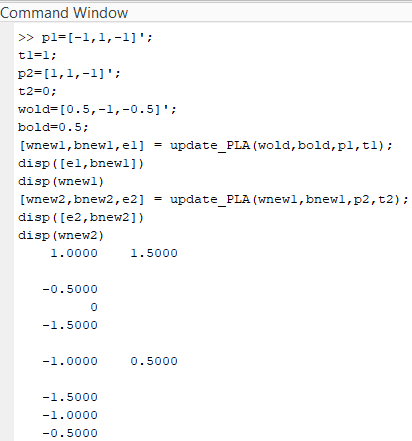 Command Window
>> p1=[-1,1,-1]';
t1=1;
p2=[1,1,-1]';
t2=0;
wold=[0.5,-1,-0.5]';
bold=0.5;
[wnew1,bnew1,e1] = update_PLA(wold,bold,p1,t1);
disp([e1,bnew1])
disp(wnew1)
[wnew2,bnew2,e2] = update_PLA(wnew1,bnew1,p2,t2);
disp([e2,bnew2])
disp(wnew2)
1.0000 1.5000
-0.5000
0
-1.5000
-1.0000 0.5000
-1.5000
-1.0000
-0.5000